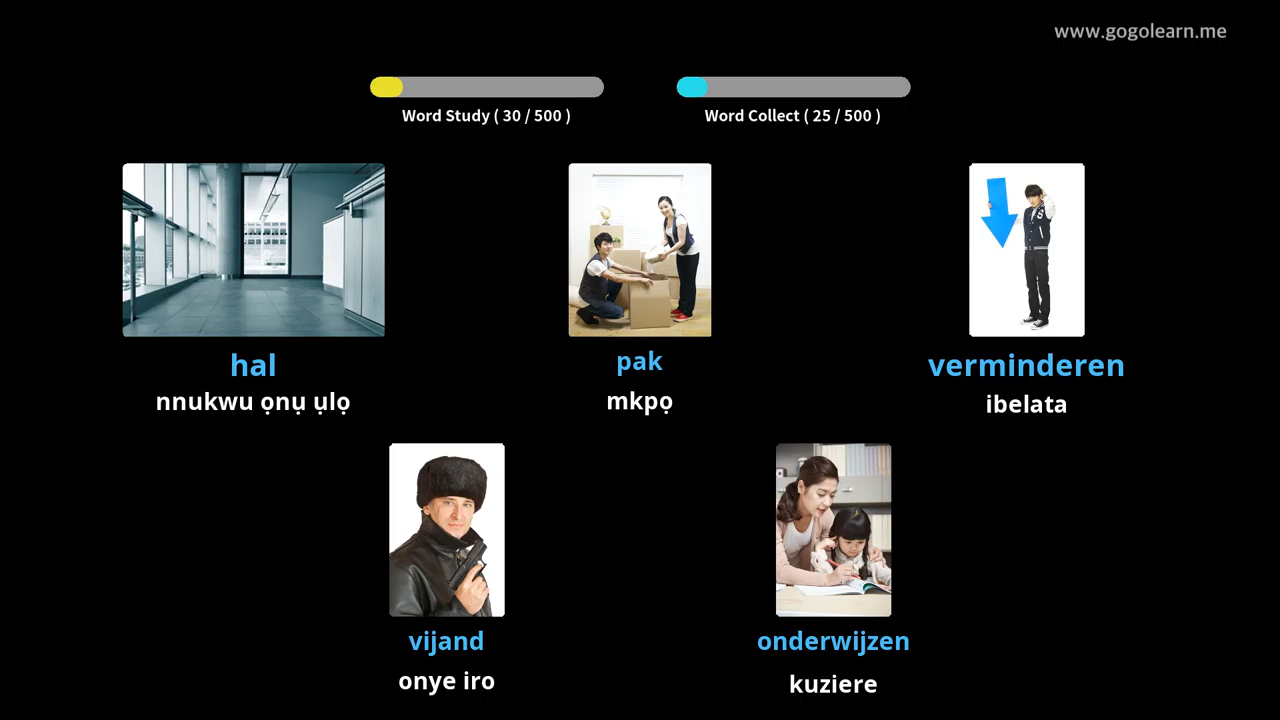 www.gogolearn.me
Word Study ( 30 / 500 )
Word Collect ( 25 / 500 )
hal
nnukwu ọnụ ụlọ
pak
mkpọ
verminderen
ibelata
vijand
onye iro
onderwijzen
kuziere